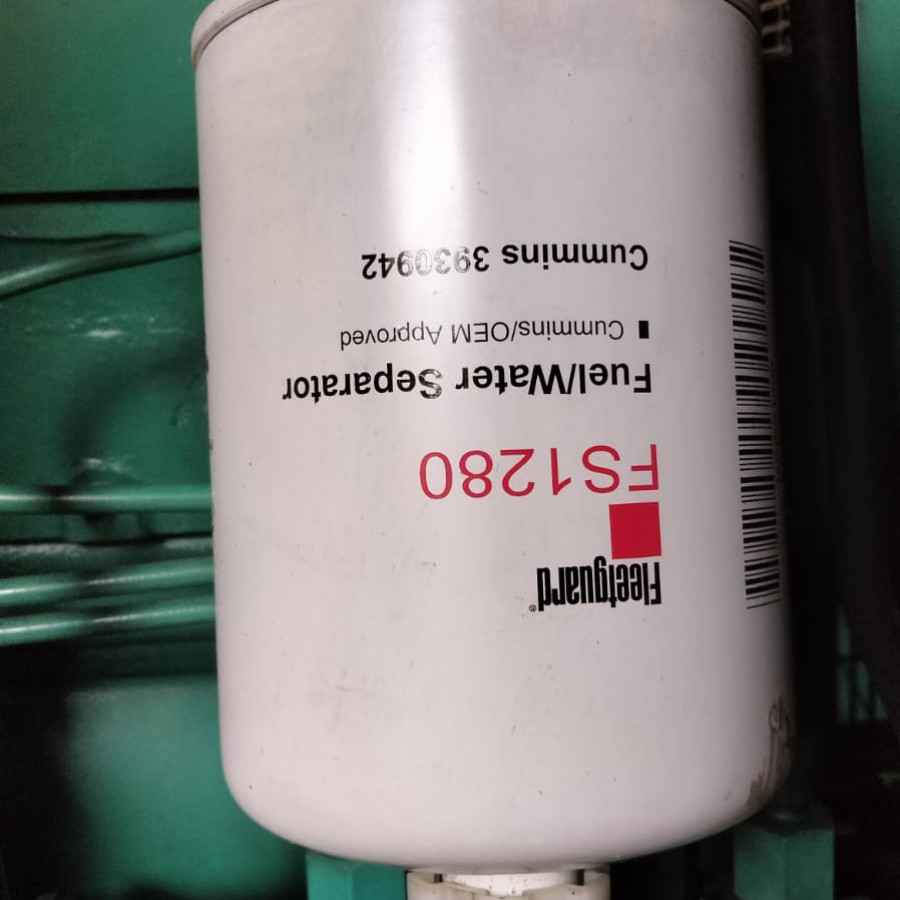 Fleetguard®
FS1280
Fuel/Water Separator
▮ Cummins/OEM Approved
Cummins 3930942